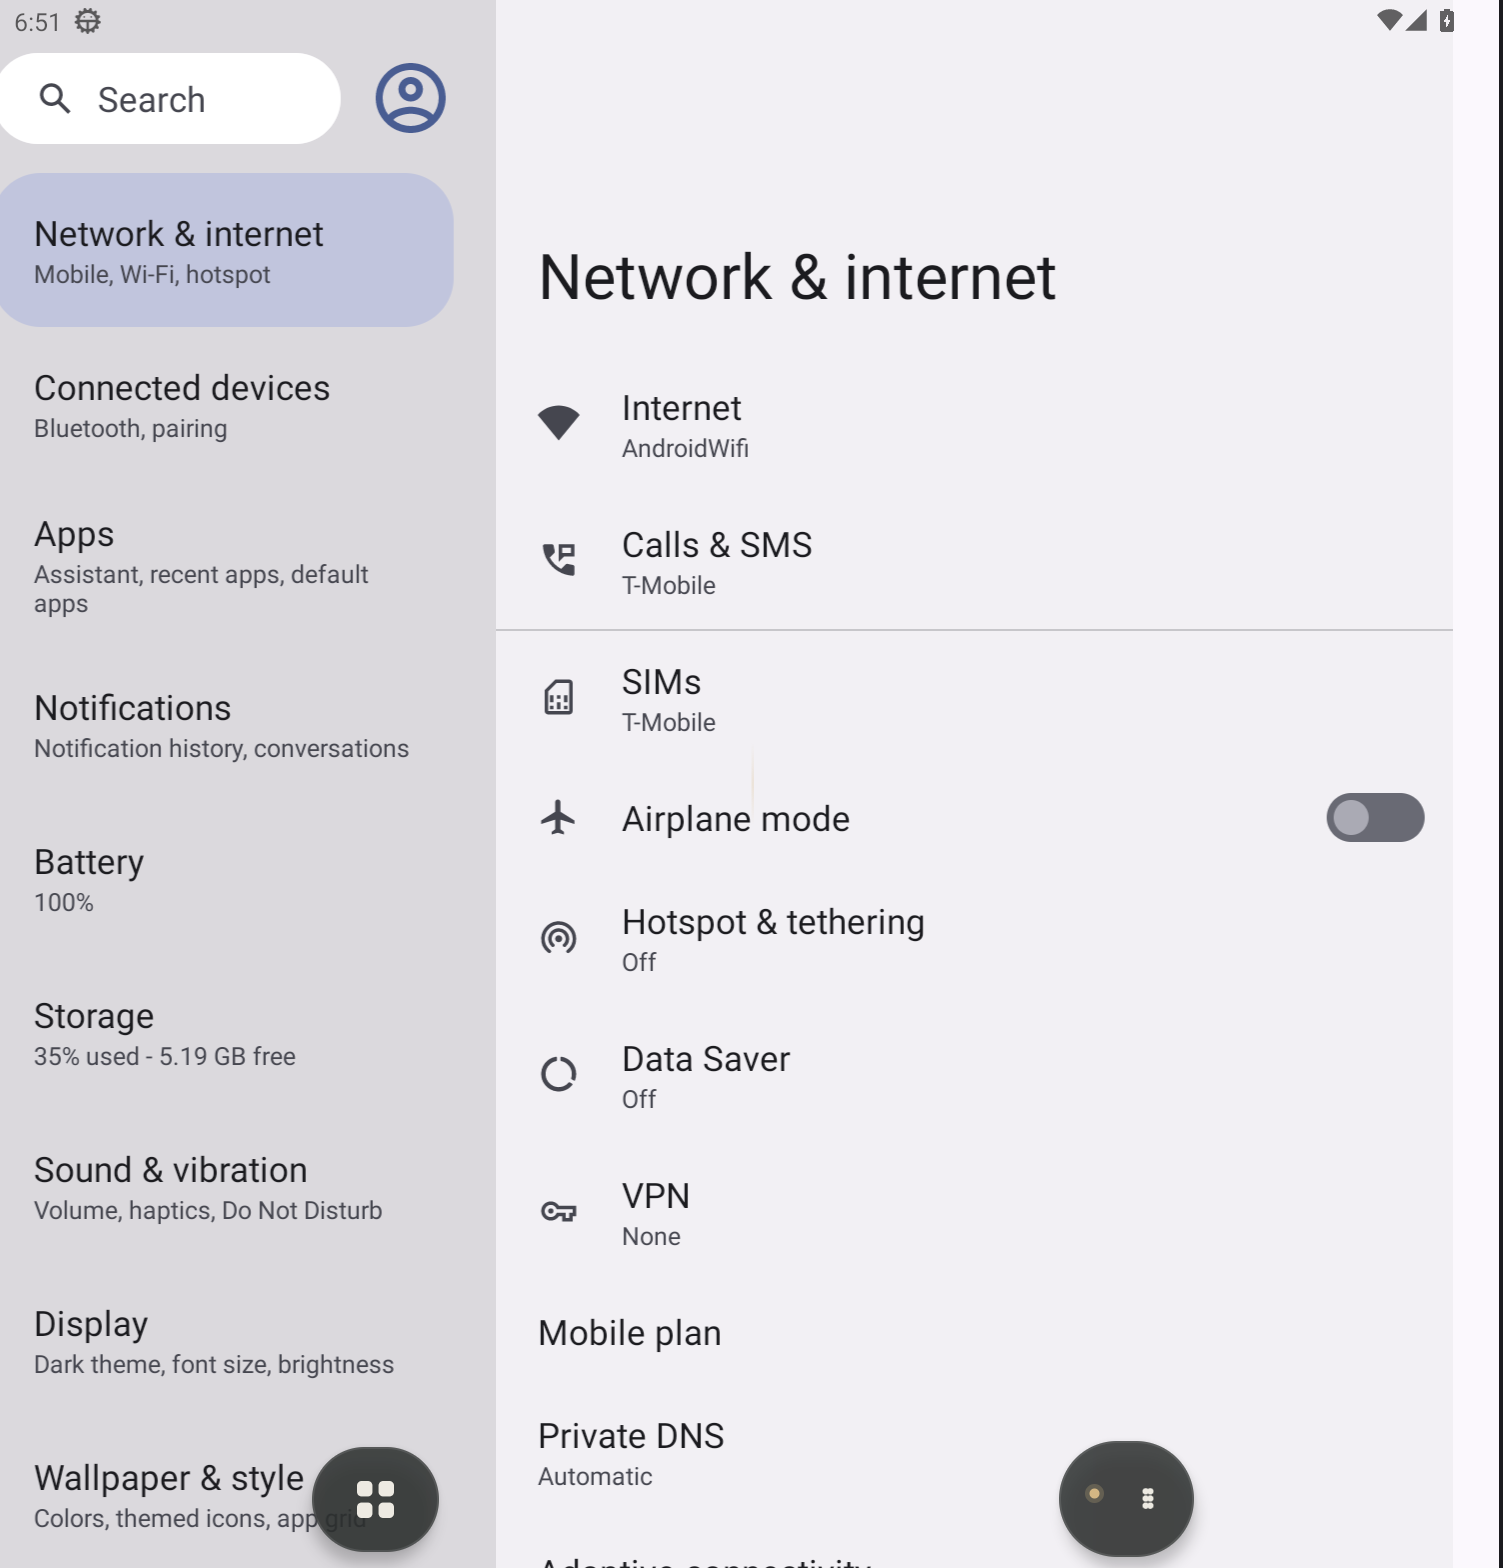 6:51
Search
Network & internet
Mobile, Wi-Fi, hotspot
Connected devices
Bluetooth, pairing
Apps
Assistant, recent apps, default
apps
Notifications
Notification history, conversations
Battery
100%
Storage
35% used - 5.19 GB free
Sound & vibration
Volume, haptics, Do Not Disturb
Display
Dark theme, font size, brightness
Wallpaper & style
Colors, themed icons, app grid
Network & internet
Internet
AndroidWifi
Calls & SMS
T-Mobile
SIMs
T-Mobile
Airplane mode
Hotspot & tethering
Off
Data Saver
Off
VPN
None
Mobile plan
Private DNS
Automatic
Adaptive connectivity